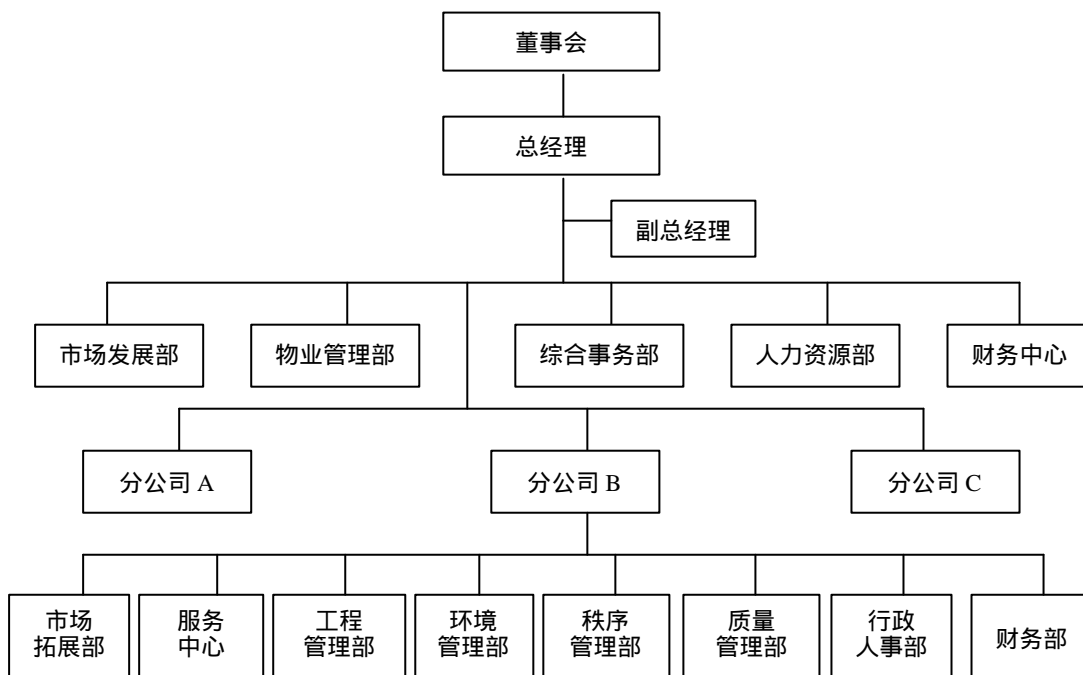 董事会
总经理
副总经理
市场发展部
物业管理部
综合事务部
人力资源部
财务中心
分公司 A
分公司 B
分公司 C
市场
拓展部
服务
中心
工程
管理部
环境
管理部
秩序
管理部
质量
管理部
行政
人事部
财务部